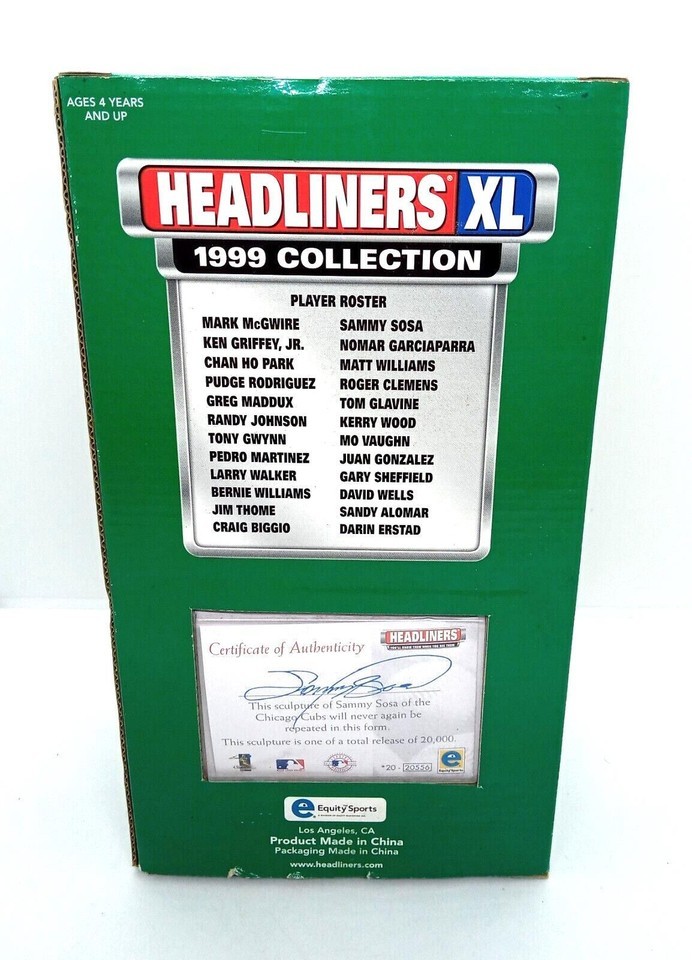 AGES 4 YEARS
AND UP
HEADLINERS® XL
1999 COLLECTION
PLAYER ROSTER
MARK McGWIRE SAMMY SOSA
KEN GRIFFEY, JR. NOMAR GARCIAPARRA
CHAN HO PARK MATT WILLIAMS
PUDGE RODRIGUEZ ROGER CLEMENS
GREG MADDUX TOM GLAVINE
RANDY JOHNSON KERRY WOOD
TONY GWYNN MO VAUGHN
PEDRO MARTINEZ JUAN GONZALEZ
LARRY WALKER GARY SHEFFIELD
BERNIE WILLIAMS DAVID WELLS
JIM THOME SANDY ALOMAR
CRAIG BIGGIO DARIN ERSTAD
HEADLINERS
Certificate of Authenticity
Sammy Sosa
This sculpture of Sammy Sosa of the
Chicago Cubs will never again be
repeated in this form.
This sculpture is one of a total release of 20,000.
*20 - 20556
Equity Sports
Los Angeles, CA
Product Made in China
Packaging Made in China
www.headliners.com